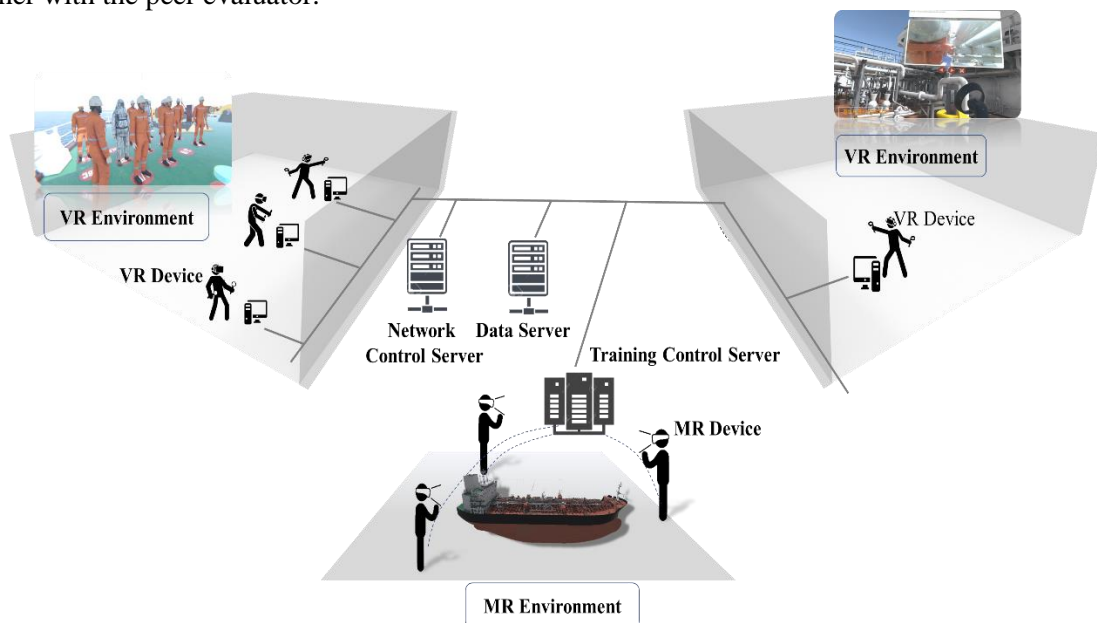 with the peer evaluator.
VR Environment
VR Environment
VR Device
VR Device
Network
Control Server
Data Server
Training Control Server
MR Device
MR Environment